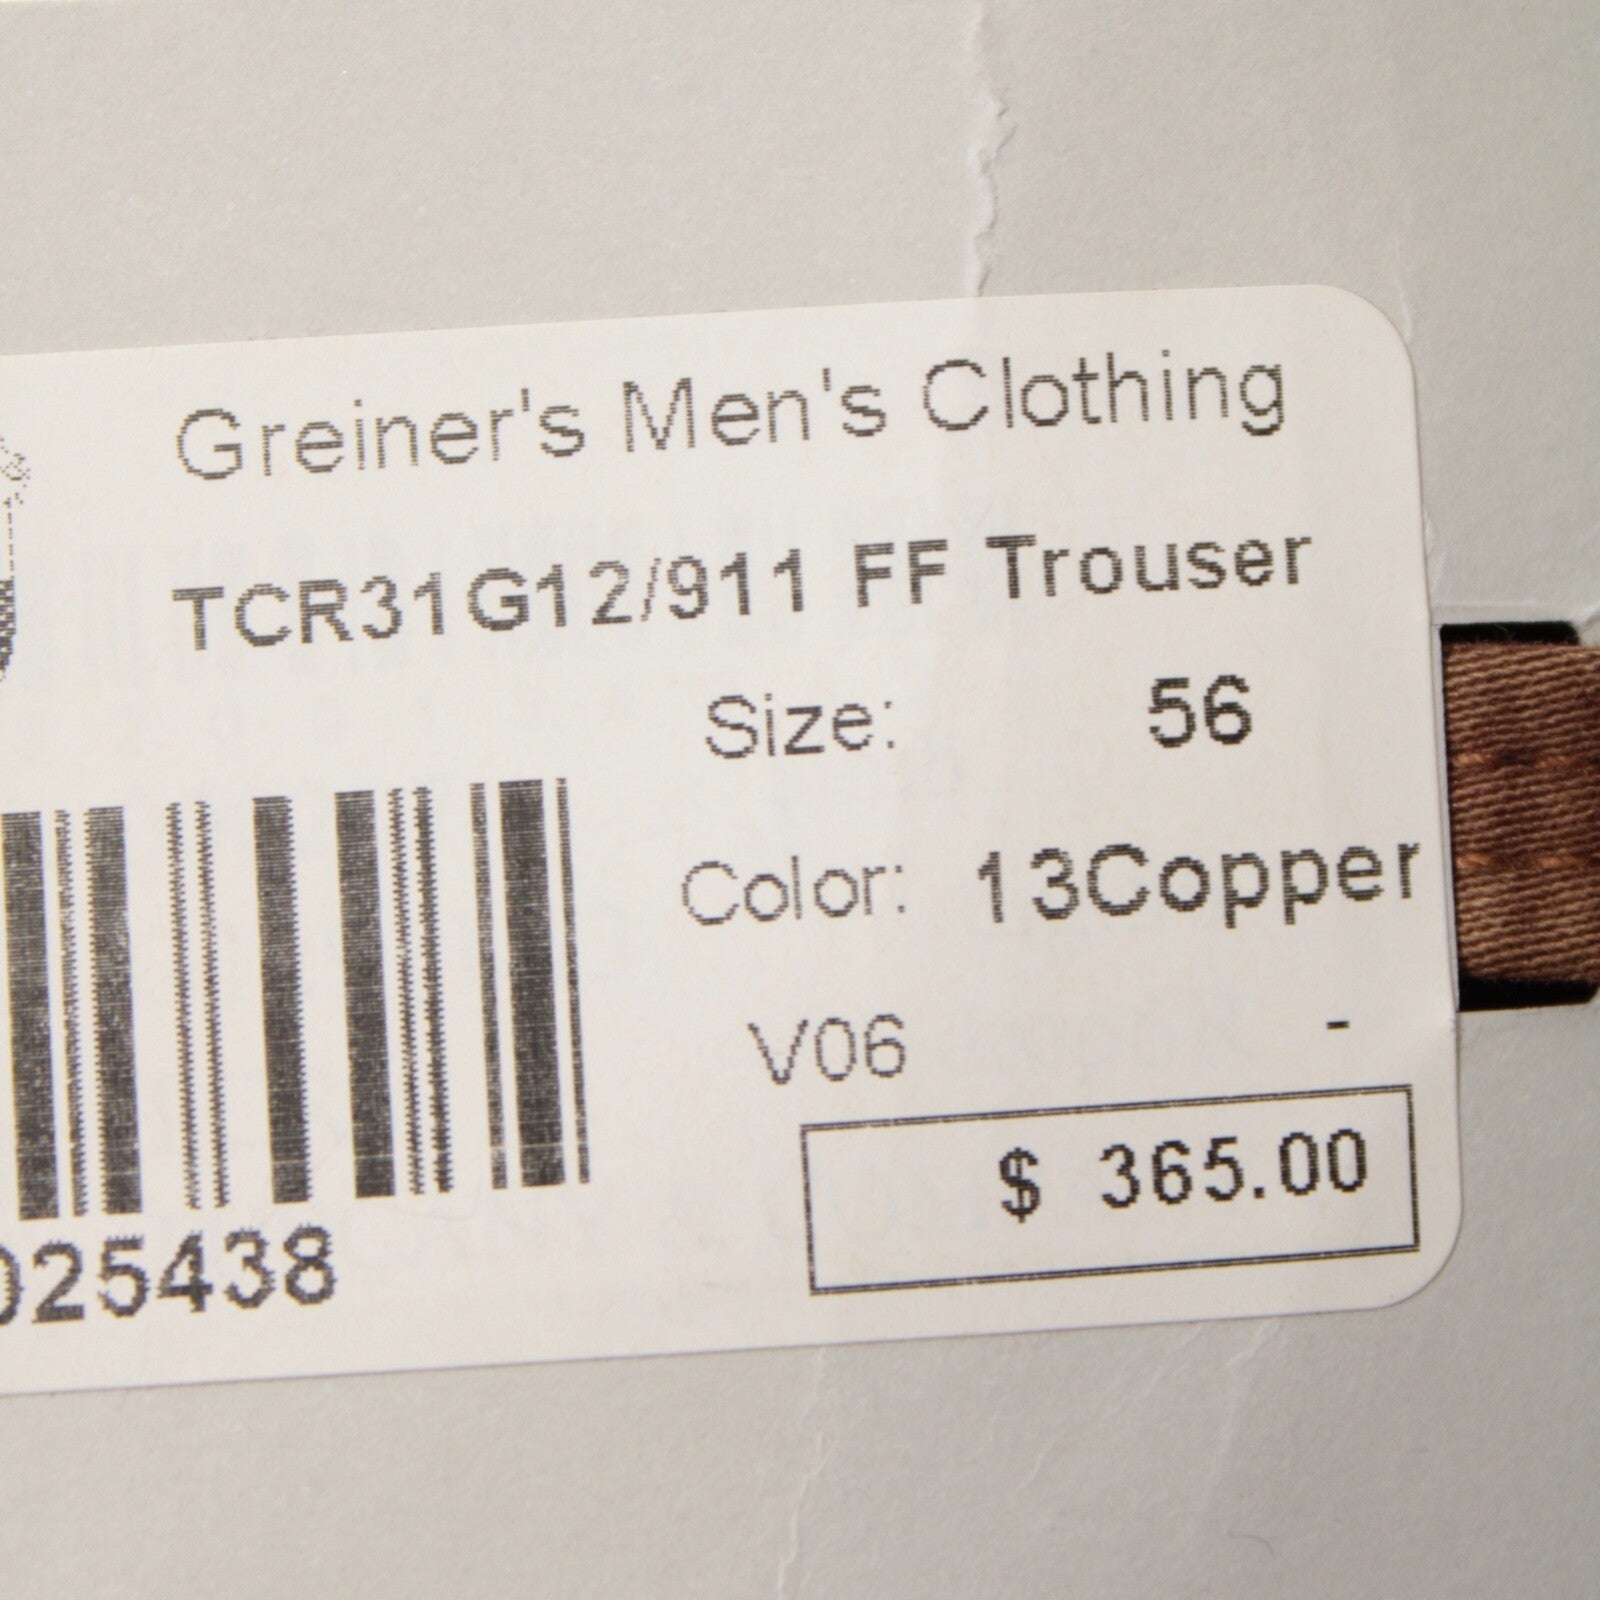 Greiner's Men's Clothing
TCR31G12/911 FF Trouser
Size: 56
Color: 13Copper
V06 -
$ 365.00
025438